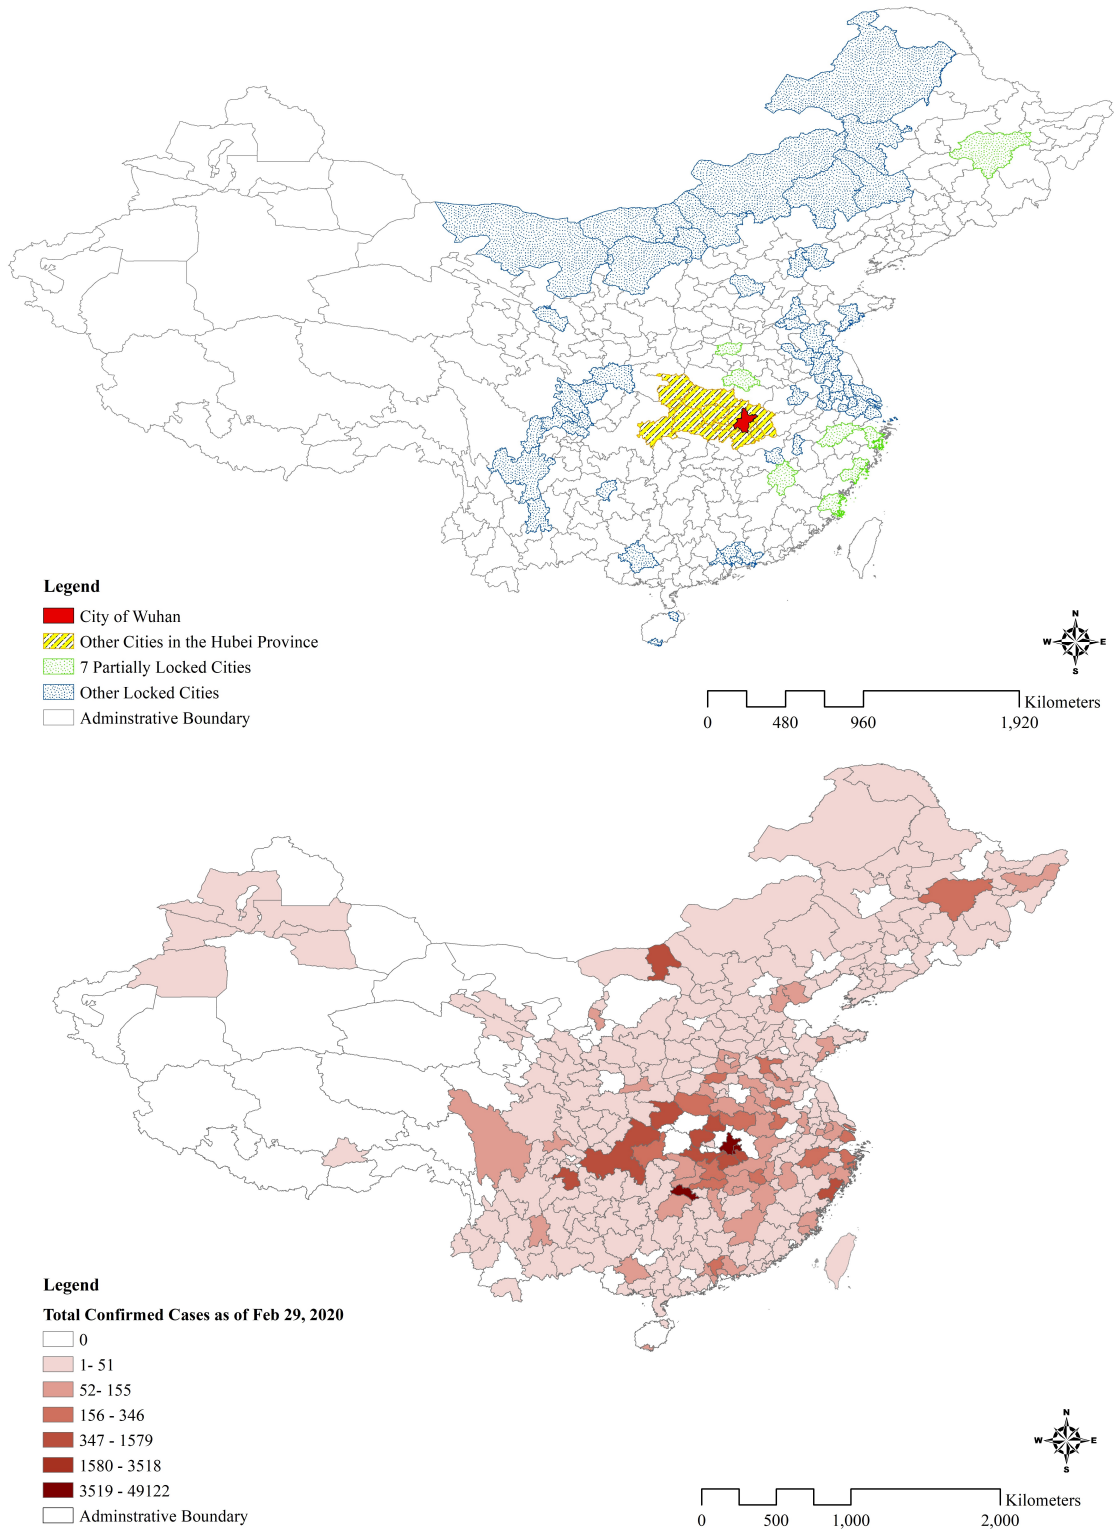 Legend
City of Wuhan
Other Cities in the Hubei Province
7 Partially Locked Cities
Other Locked Cities
Adminstrative Boundary
N
W E
S
Kilometers
0 480 960 1,920
Legend
Total Confirmed Cases as of Feb 29, 2020
0
1- 51
52- 155
156 - 346
347 - 1579
1580 - 3518
3519 - 49122
Adminstrative Boundary
N
W E
S
Kilometers
0 500 1,000 2,000